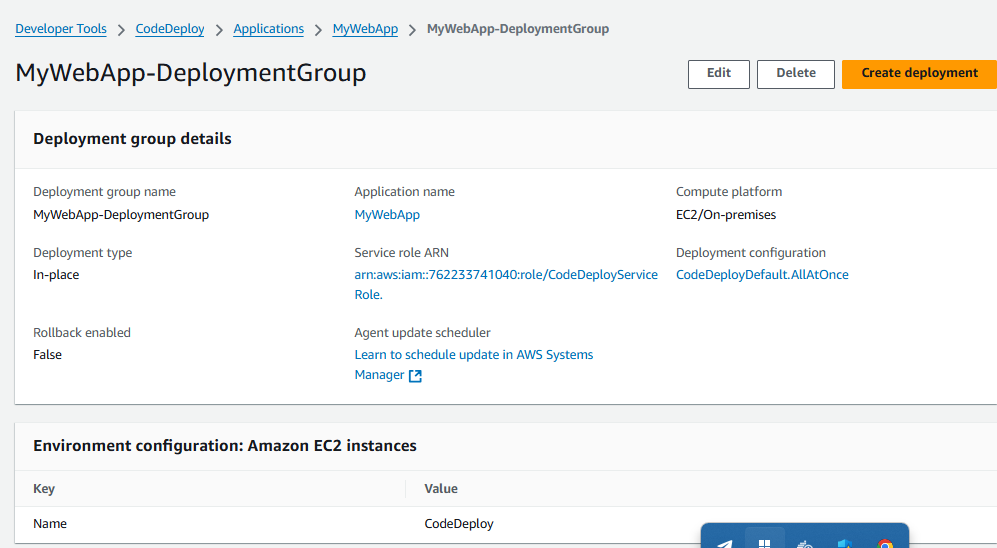 Developer Tools > CodeDeploy > Applications > MyWebApp > MyWebApp-DeploymentGroup
MyWebApp-DeploymentGroup
Edit
Delete
Create deployment
Deployment group details
Deployment group name
MyWebApp-DeploymentGroup
Application name
MyWebApp
Compute platform
EC2/On-premises
Deployment type
In-place
Service role ARN
arn:aws:iam::762233741040:role/CodeDeployService
Role.
Deployment configuration
CodeDeployDefault.AllAtOnce
Rollback enabled
False
Agent update scheduler
Learn to schedule update in AWS Systems
Manager
Environment configuration: Amazon EC2 instances
Key
Value
Name
CodeDeploy